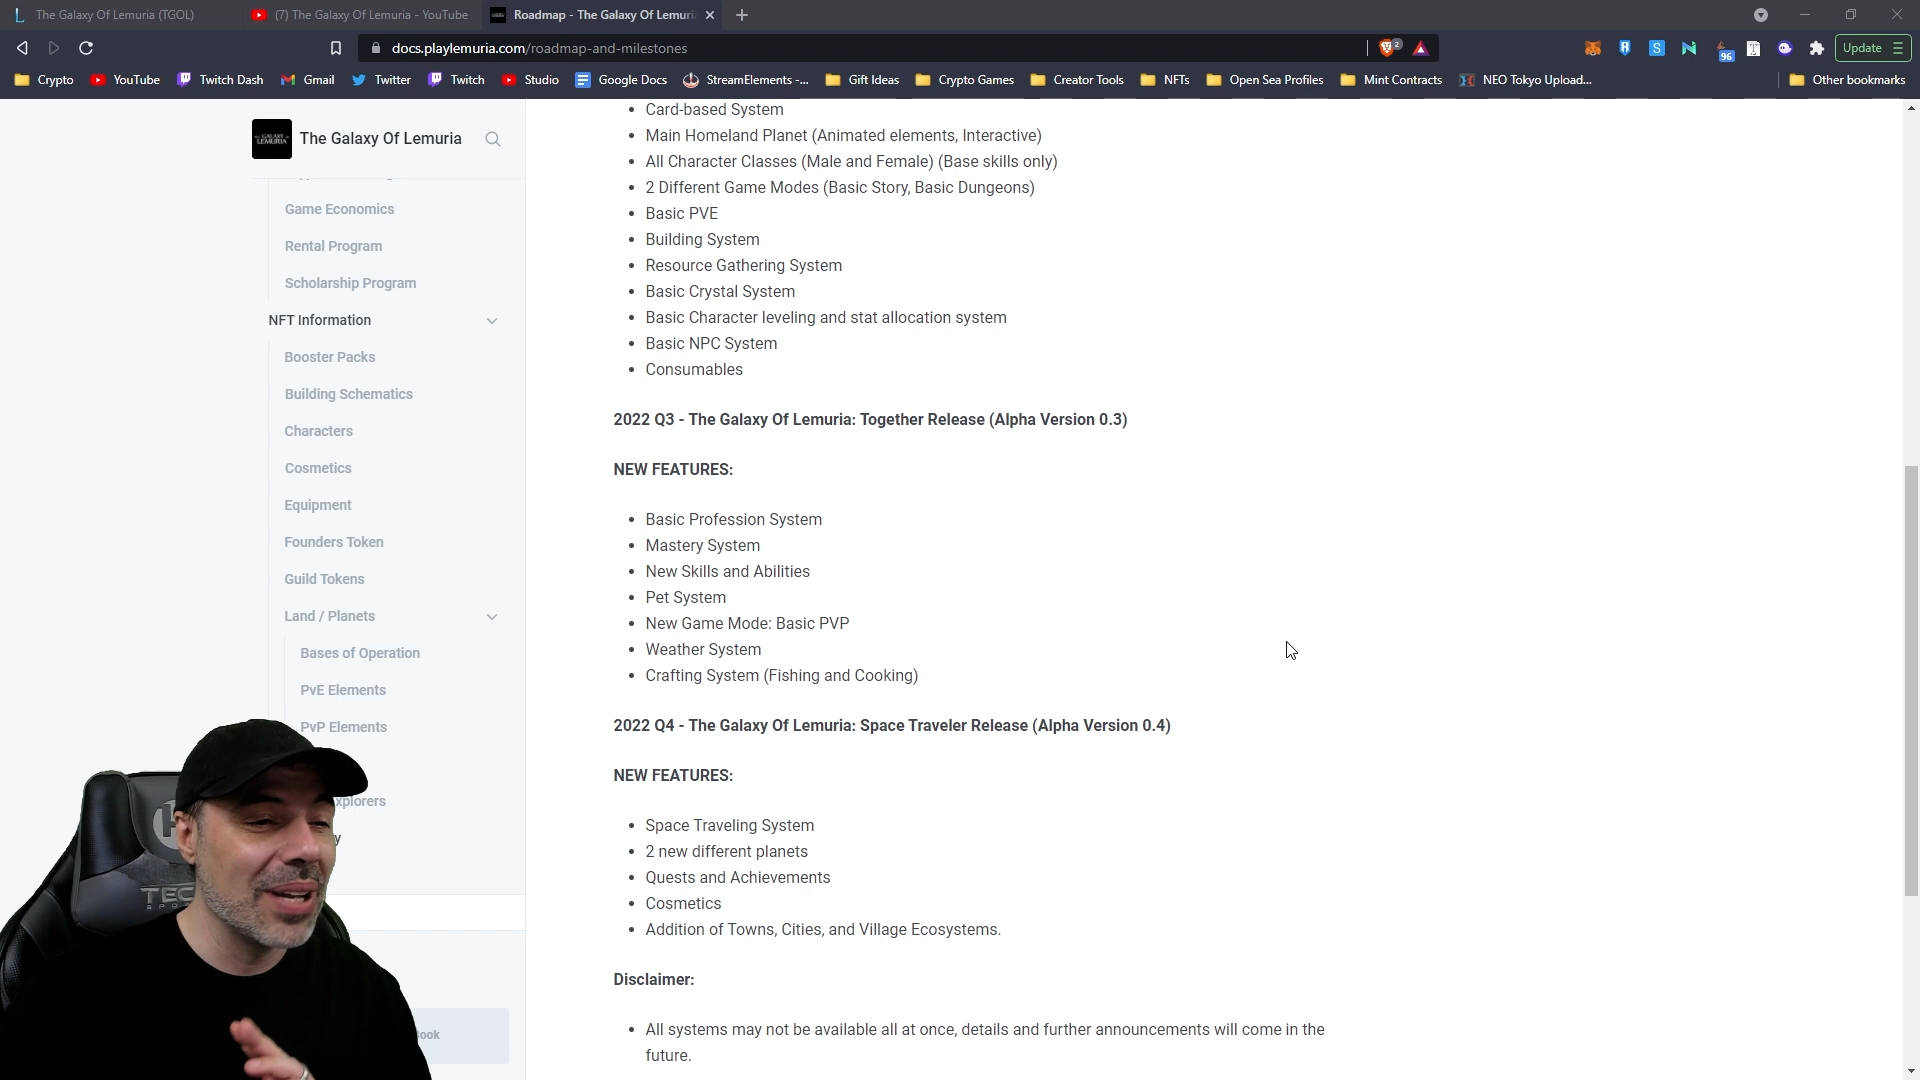 The Galaxy Of Lemuria (TGOL)
(7) The Galaxy Of Lemuria - YouTube
Roadmap - The Galaxy Of Lemuri
docs.playlemuria.com/roadmap-and-milestones
2
96
Update
Crypto
YouTube
Twitch Dash
Gmail
Twitter
Twitch
Studio
Google Docs
StreamElements -...
Gift Ideas
Crypto Games
Creator Tools
NFTs
Open Sea Profiles
Mint Contracts
NEO Tokyo Upload...
Other bookmarks
The Galaxy Of Lemuria
Game Economics
Rental Program
Scholarship Program
NFT Information
Booster Packs
Building Schematics
Characters
Cosmetics
Equipment
Founders Token
Guild Tokens
Land / Planets
Bases of Operation
PvE Elements
PvP Elements
xplorers
y
ook
Card-based System
Main Homeland Planet (Animated elements, Interactive)
All Character Classes (Male and Female) (Base skills only)
2 Different Game Modes (Basic Story, Basic Dungeons)
Basic PVE
Building System
Resource Gathering System
Basic Crystal System
Basic Character leveling and stat allocation system
Basic NPC System
Consumables
2022 Q3 - The Galaxy Of Lemuria: Together Release (Alpha Version 0.3)
NEW FEATURES:
Basic Profession System
Mastery System
New Skills and Abilities
Pet System
New Game Mode: Basic PVP
Weather System
Crafting System (Fishing and Cooking)
2022 Q4 - The Galaxy Of Lemuria: Space Traveler Release (Alpha Version 0.4)
NEW FEATURES:
Space Traveling System
2 new different planets
Quests and Achievements
Cosmetics
Addition of Towns, Cities, and Village Ecosystems.
Disclaimer:
All systems may not be available all at once, details and further announcements will come in the
future.